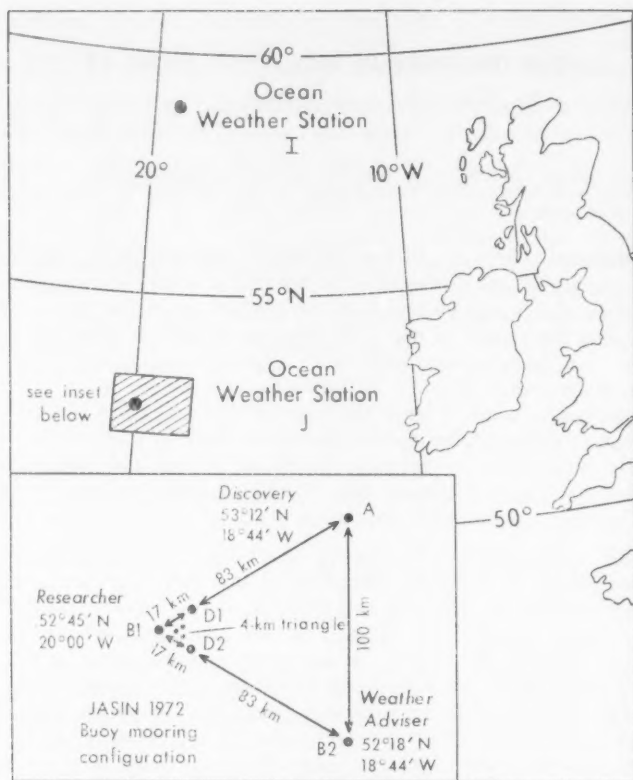 60°
Ocean
Weather Station
I
20°
10°W
55°N
see inset
below
Ocean
Weather Station
J
50°
Discovery
53°12′ N
18°44′ W
A
83 km
Researcher
52°45′ N
20°00′ W
B1
17 km
D1
4-km triangle
D2
17 km
100 km
83 km
JASIN 1972
Buoy mooring
configuration
Weather
Adviser
B2
52°18′ N
18°44′ W